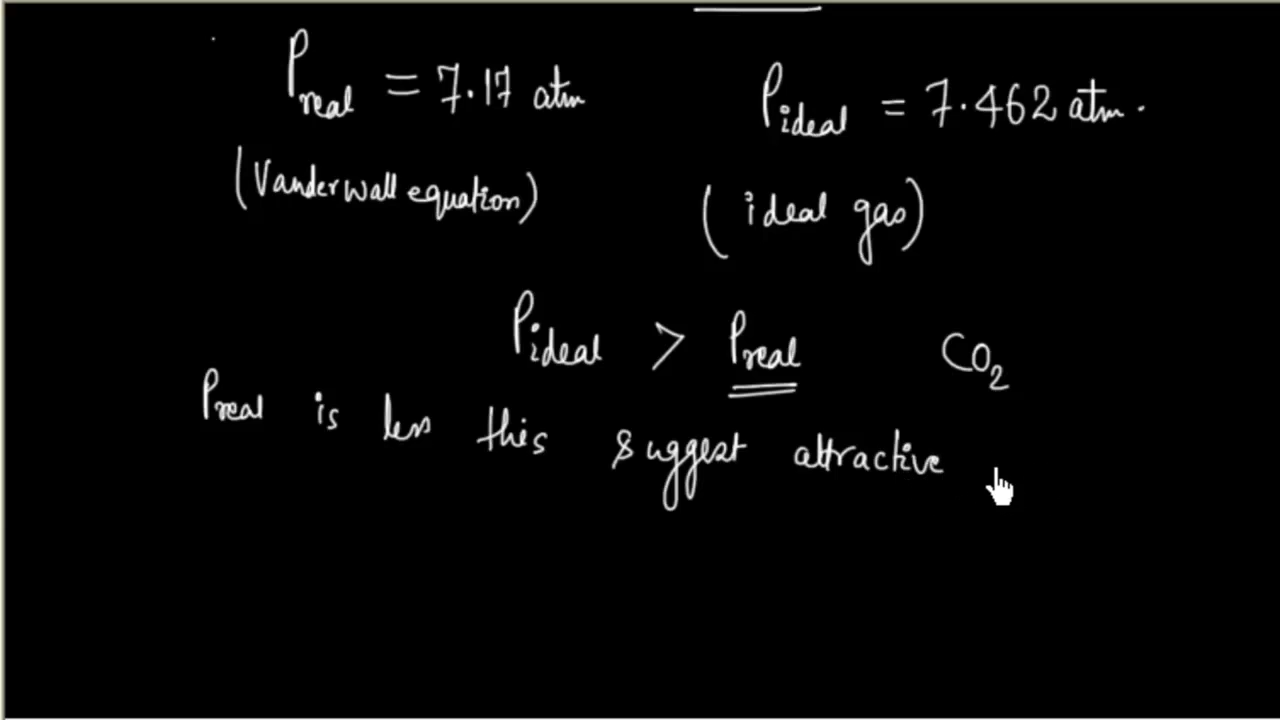 Preal = 7.17 atm Pideal = 7.462 atm.
(Vanderwall equation) (ideal gas)
Pideal > Preal CO2
Preal is less this suggest attractive